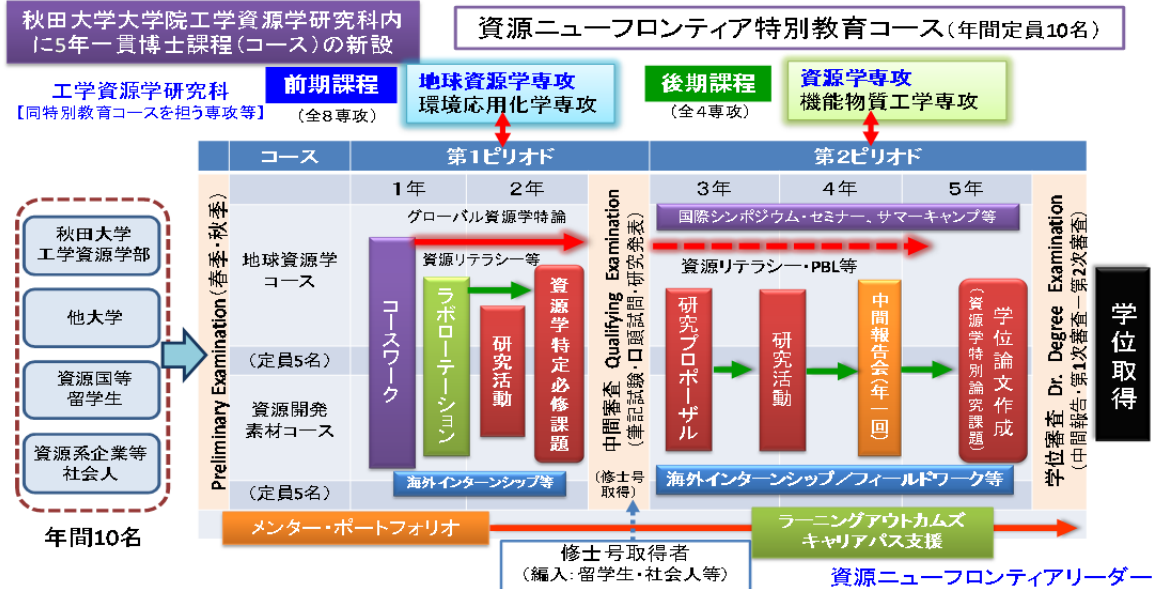 秋田大学大学院工学資源学研究科内
に5年一貫博士課程(コース)の新設
資源ニューフロンティア特別教育コース(年間定員10名)
工学資源学研究科
【同特別教育コースを担う専攻等】
前期課程
(全8専攻)
地球資源学専攻
環境応用化学専攻
後期課程
(全4専攻)
資源学専攻
機能物質工学専攻
コース
第1ピリオド
第2ピリオド
秋田大学
工学資源学部
他大学
資源国等
留学生
資源系企業等
社会人
年間10名
Preliminary Examination (春季・秋季)
地球資源学
コース
(定員5名)
資源開発
素材コース
(定員5名)
1年
2年
グローバル資源学特論
資源リテラシー等
コースワーク
ラボローテーション
研究活動
資源学特定必修課題
海外インターンシップ等
中間審査 Qualifying Examination
(筆記試験・口頭試問・研究発表)
(修士号
取得)
3年
4年
5年
国際シンポジウム・セミナー、サマーキャンプ等
資源リテラシー・PBL等
研究プロポーザル
研究活動
中間報告会(年一回)
学位論文作成
(資源学特別論究課題)
海外インターンシップ/フィールドワーク等
学位審査 Dr. Degree Examination
(中間報告・第1次審査ー第2次審査)
学位取得
メンター・ポートフォリオ
ラーニングアウトカムズ
キャリアパス支援
修士号取得者
(編入:留学生・社会人等)
資源ニューフロンティアリーダー